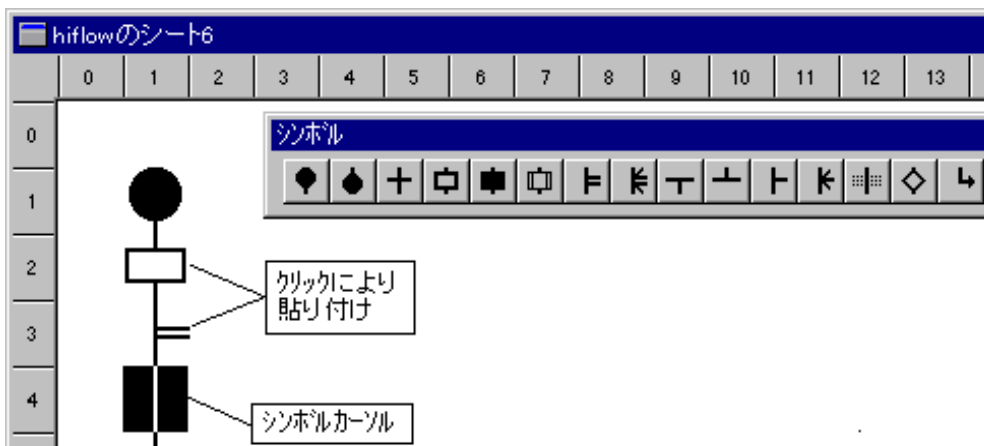 hiflowのシート6
0 1 2 3 4 5 6 7 8 9 10 11 12 13
シンボル
0
1
2
3
4
クリックにより
貼り付け
シンボルカーソル